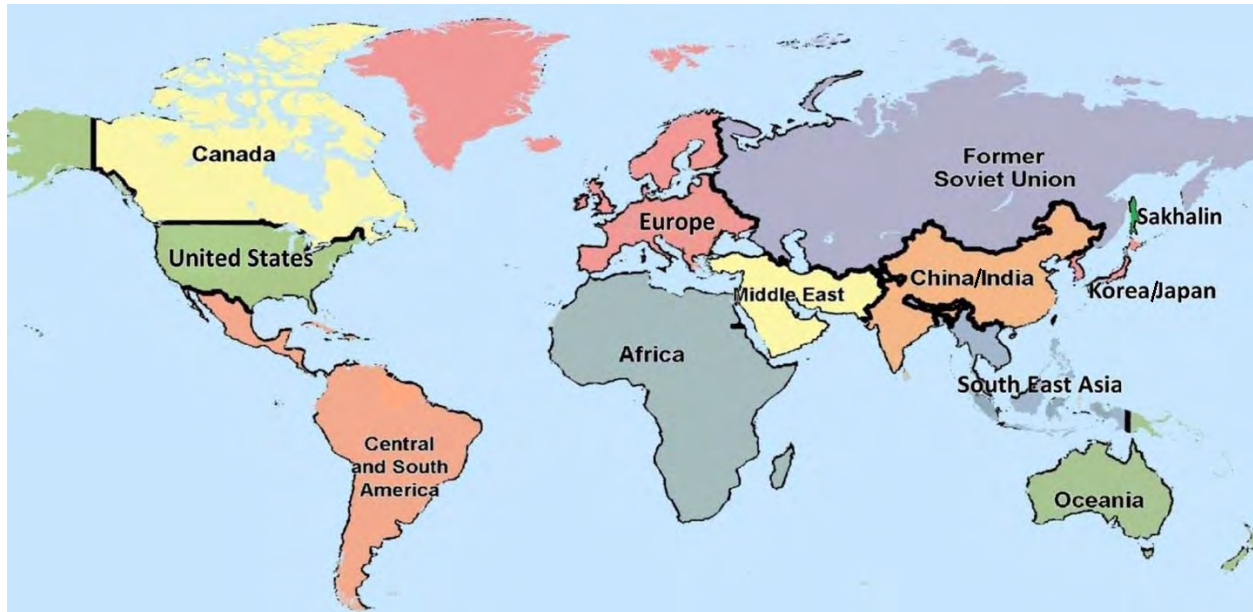 Canada
United States
Central
and South
America
Europe
Africa
Middle East
Former
Soviet Union
China/India
Sakhalin
Korea/Japan
South East Asia
Oceania